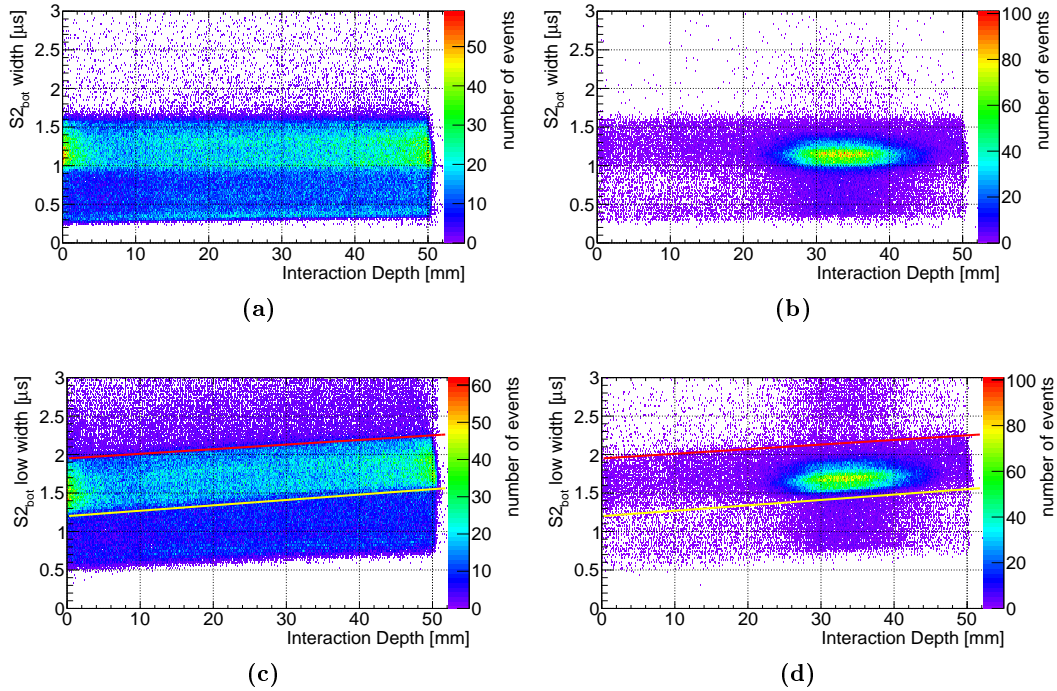 S2bot width [µs]
3
2.5
2
1.5
1
0.5
0
0 10 20 30 40 50
Interaction Depth [mm]
number of events
50
40
30
20
10
0
(a)
S2bot width [µs]
3
2.5
2
1.5
1
0.5
0
0 10 20 30 40 50
Interaction Depth [mm]
number of events
100
80
60
40
20
0
(b)
S2bot low width [µs]
3
2.5
2
1.5
1
0.5
0
0 10 20 30 40 50
Interaction Depth [mm]
number of events
60
50
40
30
20
10
0
(c)
S2bot low width [µs]
3
2.5
2
1.5
1
0.5
0
0 10 20 30 40 50
Interaction Depth [mm]
number of events
100
80
60
40
20
0
(d)